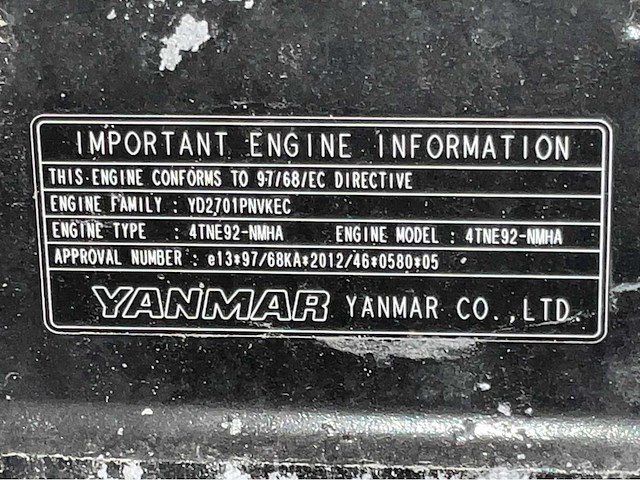 IMPORTANT ENGINE INFORMATION
THIS ENGINE CONFORMS TO 97/68/EC DIRECTIVE
ENGINE FAMILY : YD2701PNVKEC
ENGINE TYPE : 4TNE92-NMHA ENGINE MODEL : 4TNE92-NMHA
APPROVAL NUMBER : e13*97/68KA*2012/46*0580*05
YANMAR YANMAR CO.,LTD.